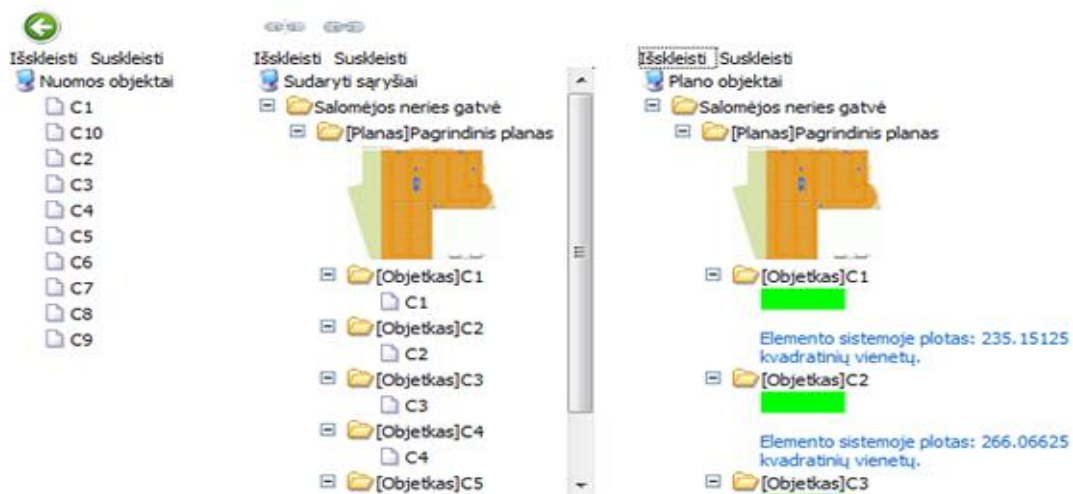 Išskleisti Suskleisti
Nuomos objektai
C1
C10
C2
C3
C4
C5
C6
C7
C8
C9
Išskleisti Suskleisti
Sudaryti sąryšiai
Salomėjos neries gatvė
[Planas]Pagrindinis planas
[Objetkas]C1
C1
[Objetkas]C2
C2
[Objetkas]C3
C3
[Objetkas]C4
C4
[Objetkas]C5
Išskleisti Suskleisti
Plano objektai
Salomėjos neries gatvė
[Planas]Pagrindinis planas
[Objetkas]C1
Elemento sistemoje plotas: 235.15125
kvadratinių vienetų.
[Objetkas]C2
Elemento sistemoje plotas: 266.06625
kvadratinių vienetų.
[Objetkas]C3